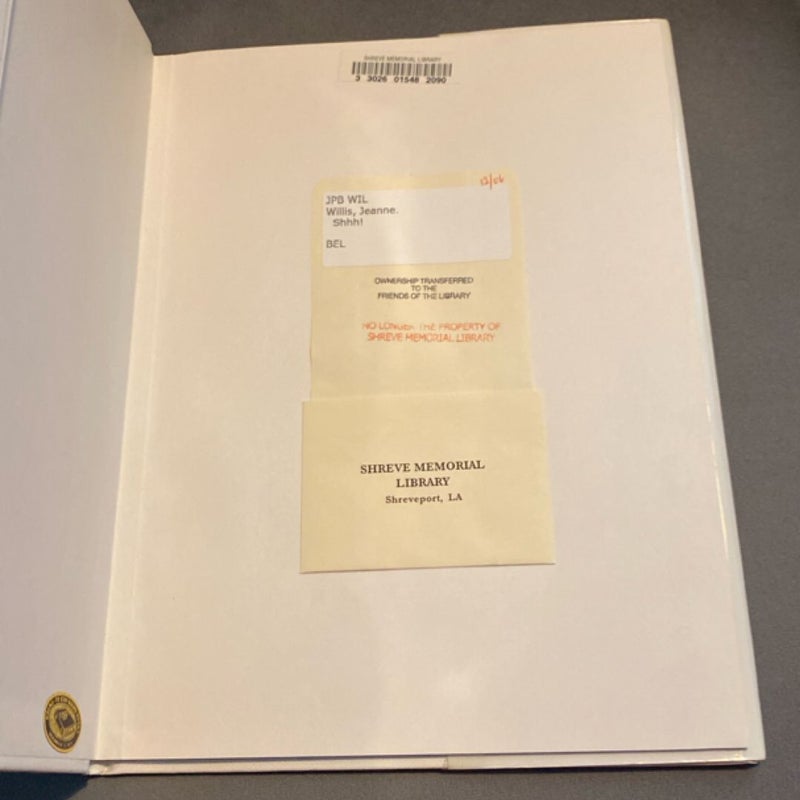 SHREVE MEMORIAL LIBRARY
3 3026 01548 2090
12/06
JPB WIL
Willis, Jeanne.
Shhh!
BEL
OWNERSHIP TRANSFERRED
TO THE
FRIENDS OF THE LIBRARY
NO LONGER THE PROPERTY OF
SHREVE MEMORIAL LIBRARY
SHREVE MEMORIAL
LIBRARY
Shreveport, LA